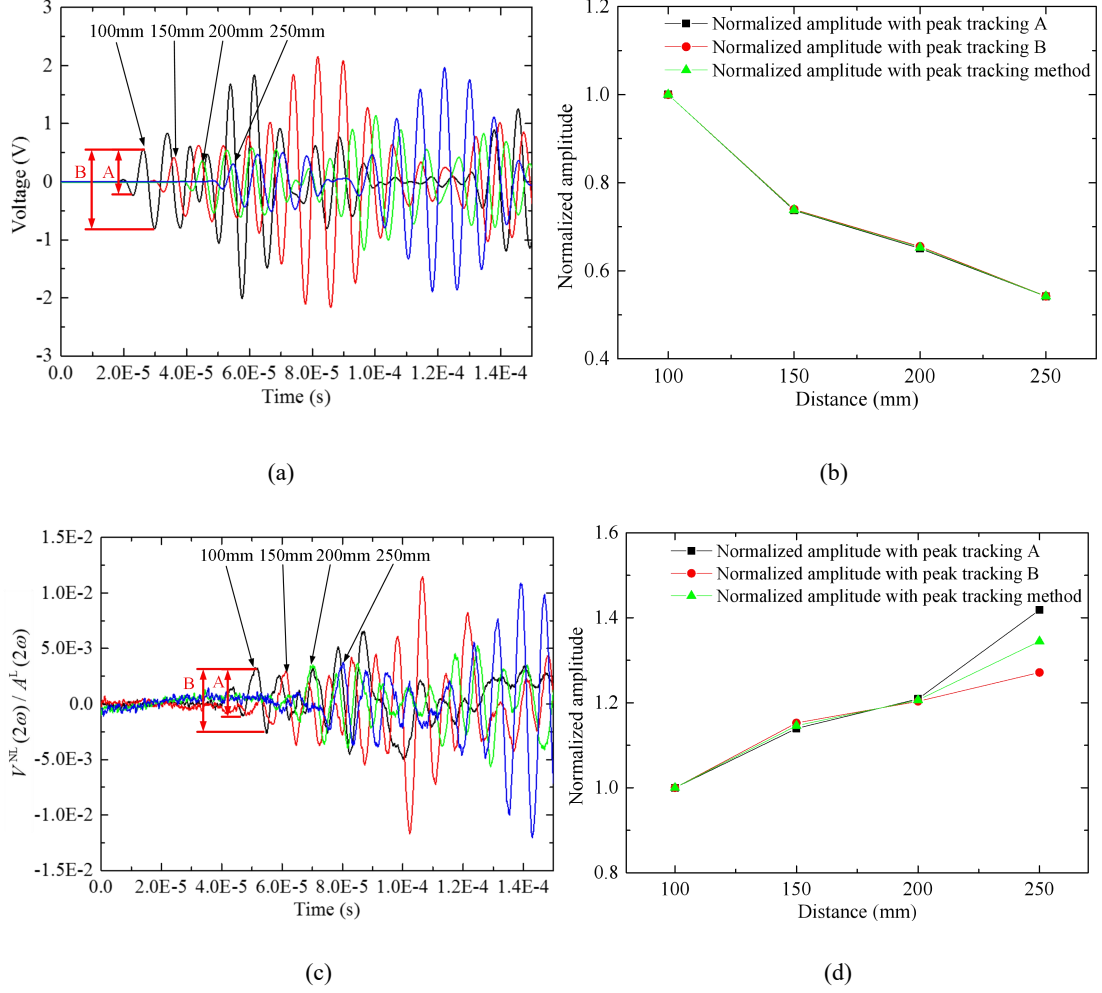 100mm 150mm 200mm 250mm
B A
Voltage (V)
3
2
1
0
-1
-2
-3
0.0 2.0E-5 4.0E-5 6.0E-5 8.0E-5 1.0E-4 1.2E-4 1.4E-4
Time (s)
(a)
Normalized amplitude with peak tracking A
Normalized amplitude with peak tracking B
Normalized amplitude with peak tracking method
Normalized amplitude
1.2
1.0
0.8
0.6
0.4
100 150 200 250
Distance (mm)
(b)
100mm 150mm 200mm 250mm
B A
V^NL (2ω) / A^L (2ω)
1.5E-2
1.0E-2
5.0E-3
0.0
-5.0E-3
-1.0E-2
-1.5E-2
0.0 2.0E-5 4.0E-5 6.0E-5 8.0E-5 1.0E-4 1.2E-4 1.4E-4
Time (s)
(c)
Normalized amplitude with peak tracking A
Normalized amplitude with peak tracking B
Normalized amplitude with peak tracking method
Normalized amplitude
1.6
1.4
1.2
1.0
0.8
100 150 200 250
Distance (mm)
(d)